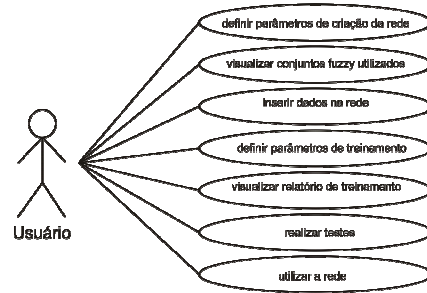 definir parâmetros de criação da rede
visualizar conjuntos fuzzy utilizados
inserir dados na rede
definir parâmetros de treinamento
visualizar relatório de treinamento
realizar testes
utilizar a rede
Usuário